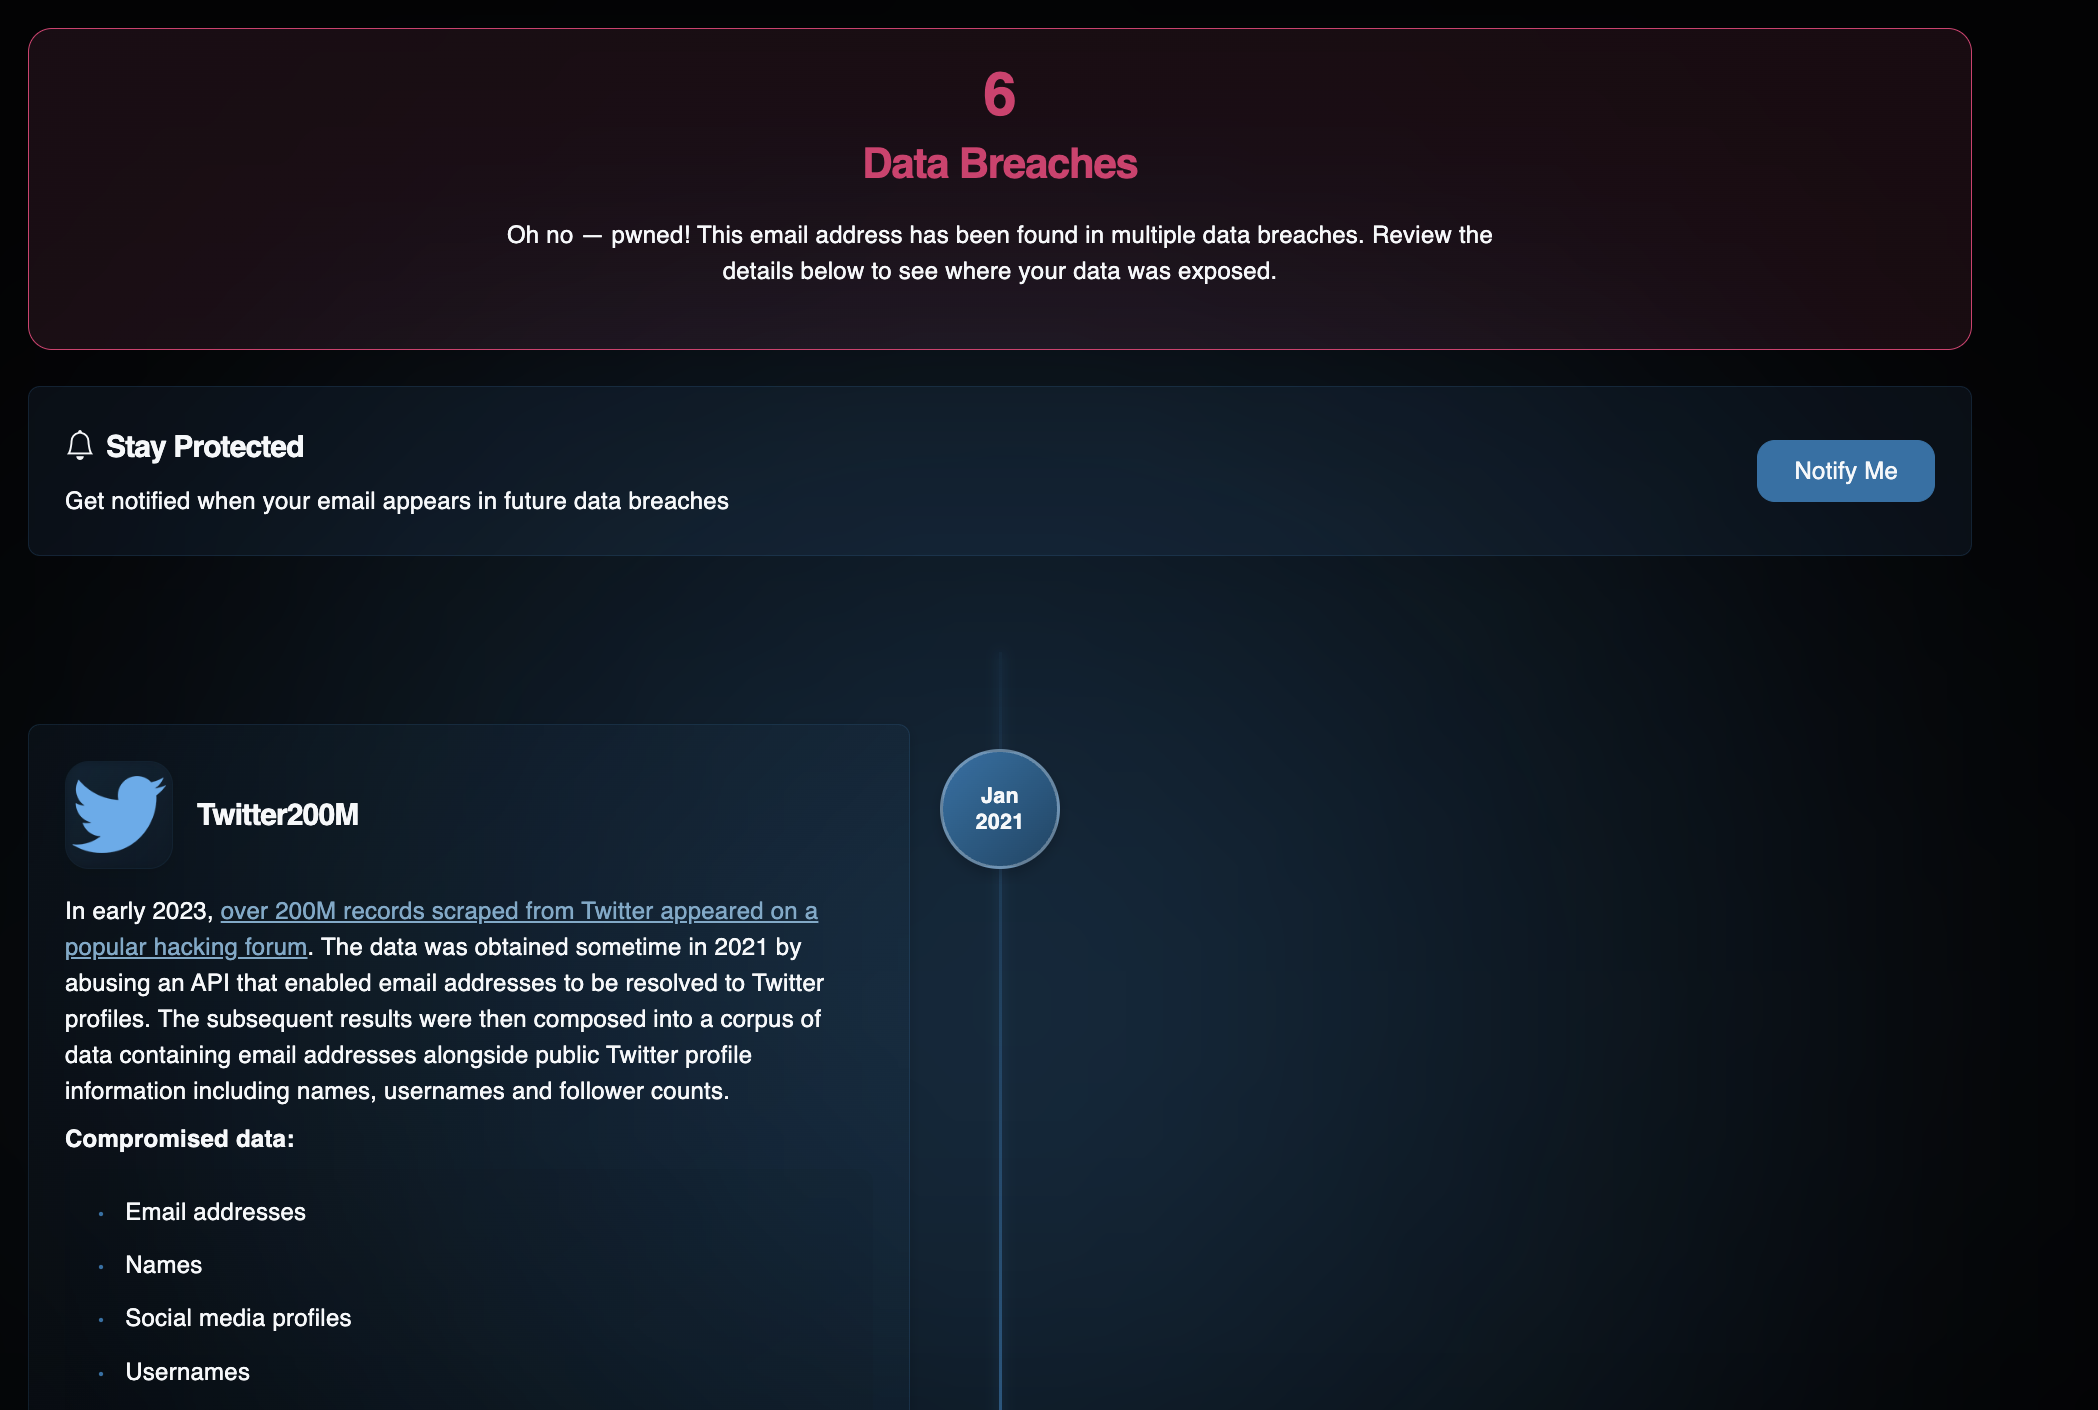 6
Data Breaches
Oh no — pwned! This email address has been found in multiple data breaches. Review the
details below to see where your data was exposed.
Stay Protected
Get notified when your email appears in future data breaches
Notify Me
Jan
2021
Twitter200M
In early 2023, over 200M records scraped from Twitter appeared on a
popular hacking forum. The data was obtained sometime in 2021 by
abusing an API that enabled email addresses to be resolved to Twitter
profiles. The subsequent results were then composed into a corpus of
data containing email addresses alongside public Twitter profile
information including names, usernames and follower counts.
Compromised data:
Email addresses
Names
Social media profiles
Usernames